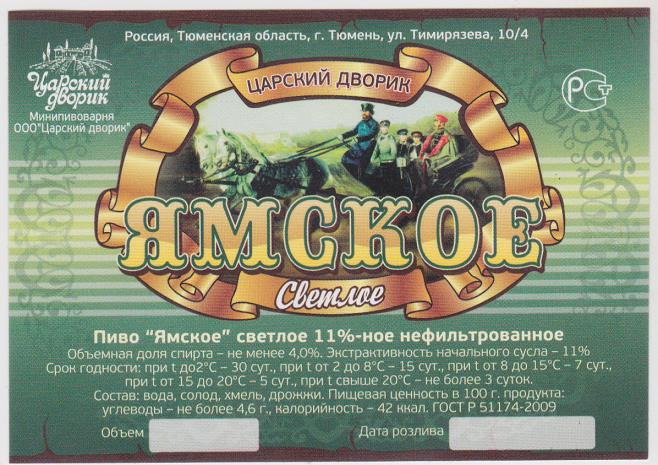 Россия, Тюменская область, г. Тюмень, ул. Тимирязева, 10/4
Царский
дворик
Минипивоварня
ООО"Царский дворик"
ЦАРСКИЙ ДВОРИК
РСТ
ЯМСКОЕ
Светлое
Пиво "Ямское" светлое 11%-ное нефильтрованное
Объемная доля спирта – не менее 4,0%. Экстрактивность начального сусла – 11%
Срок годности: при t до2°С – 30 сут., при t от 2 до 8°С – 15 сут., при t от 8 до 15°С – 7 сут.,
при t от 15 до 20°С – 5 сут., при t свыше 20°С – не более 3 суток.
Состав: вода, солод, хмель, дрожжи. Пищевая ценность в 100 г. продукта:
углеводы – не более 4,6 г., калорийность – 42 ккал. ГОСТ Р 51174-2009
Объем
Дата розлива